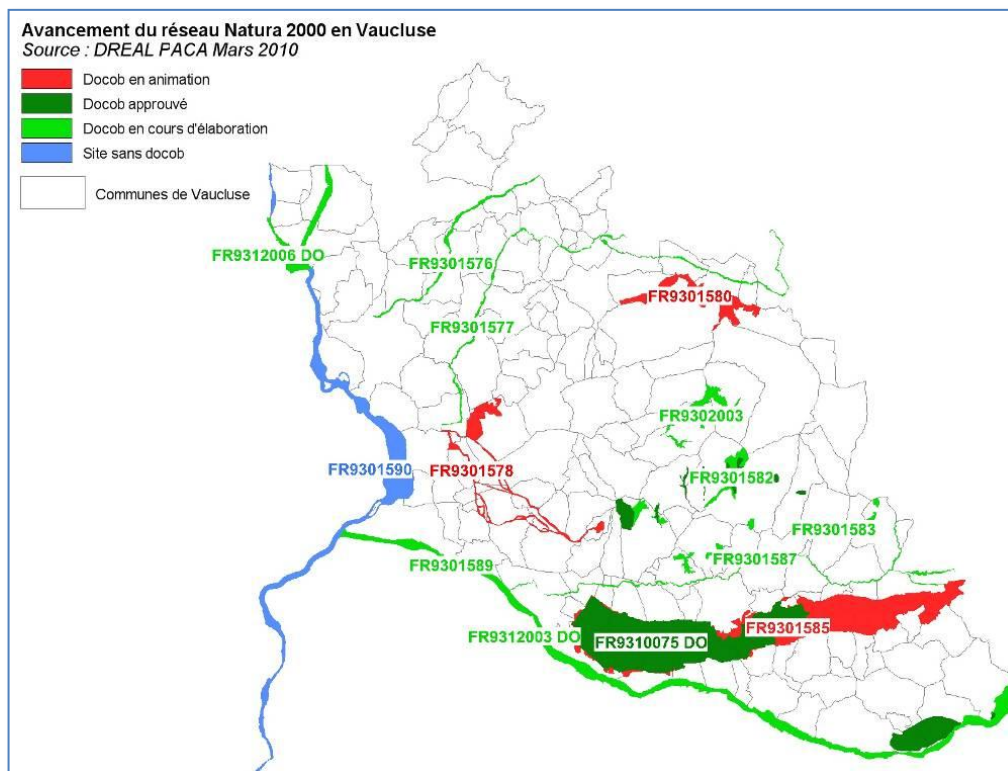 Avancement du réseau Natura 2000 en Vaucluse
Source : DREAL PACA Mars 2010
Docob en animation
Docob approuvé
Docob en cours d'élaboration
Site sans docob
Communes de Vaucluse
FR9312006 DO
FR9301576
FR9301580
FR9301577
FR9302003
FR9301590
FR9301578
FR9301582
FR9301583
FR9301589
FR9301587
FR9312003 DO
FR9310075 DO
FR9301585